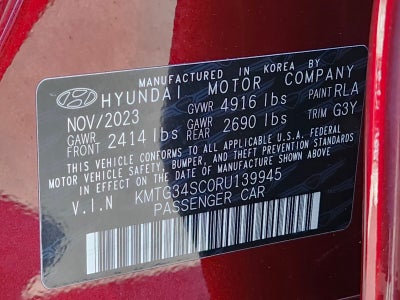 MANUFACTURED IN KOREA BY
HYUNDAI MOTOR COMPANY
NOV/2023 GVWR 4916 lbs PAINT RLA
GAWR FRONT 2414 lbs GAWR REAR 2690 lbs TRIM G3Y
THIS VEHICLE CONFORMS TO ALL APPLICABLE U.S.A. FEDERAL
MOTOR VEHICLE SAFETY, BUMPER, AND THEFT PREVENTION STANDARDS
IN EFFECT ON THE DATE OF MANUFACTURE SHOWN ABOVE
V.I.N KMTG34SC0RU139945
PASSENGER CAR